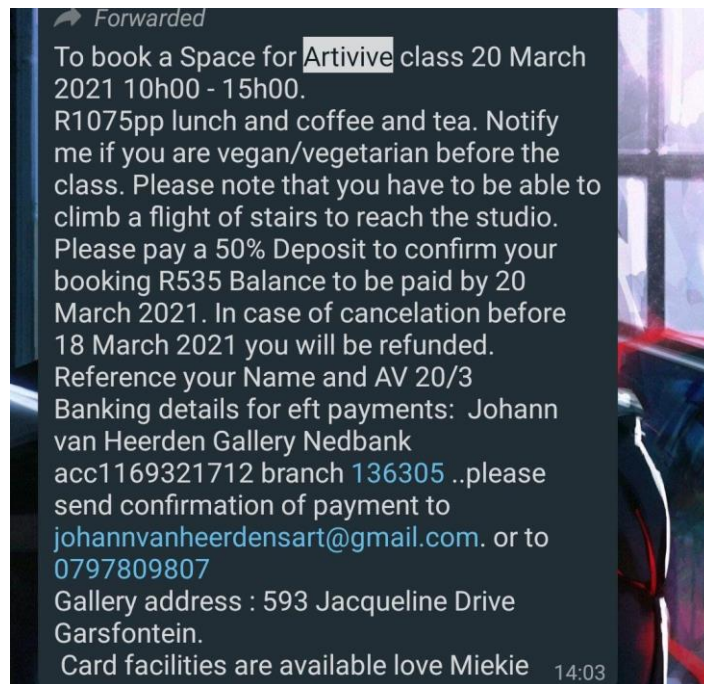 Forwarded
To book a Space for Artivive class 20 March
2021 10h00 - 15h00.
R1075pp lunch and coffee and tea. Notify
me if you are vegan/vegetarian before the
class. Please note that you have to be able to
climb a flight of stairs to reach the studio.
Please pay a 50% Deposit to confirm your
booking R535 Balance to be paid by 20
March 2021. In case of cancelation before
18 March 2021 you will be refunded.
Reference your Name and AV 20/3
Banking details for eft payments:  Johann
van Heerden Gallery Nedbank
acc1169321712 branch 136305 ..please
send confirmation of payment to
johannvanheerdensart@gmail.com. or to
0797809807
Gallery address : 593 Jacqueline Drive
Garsfontein.
Card facilities are available love Miekie 14:03